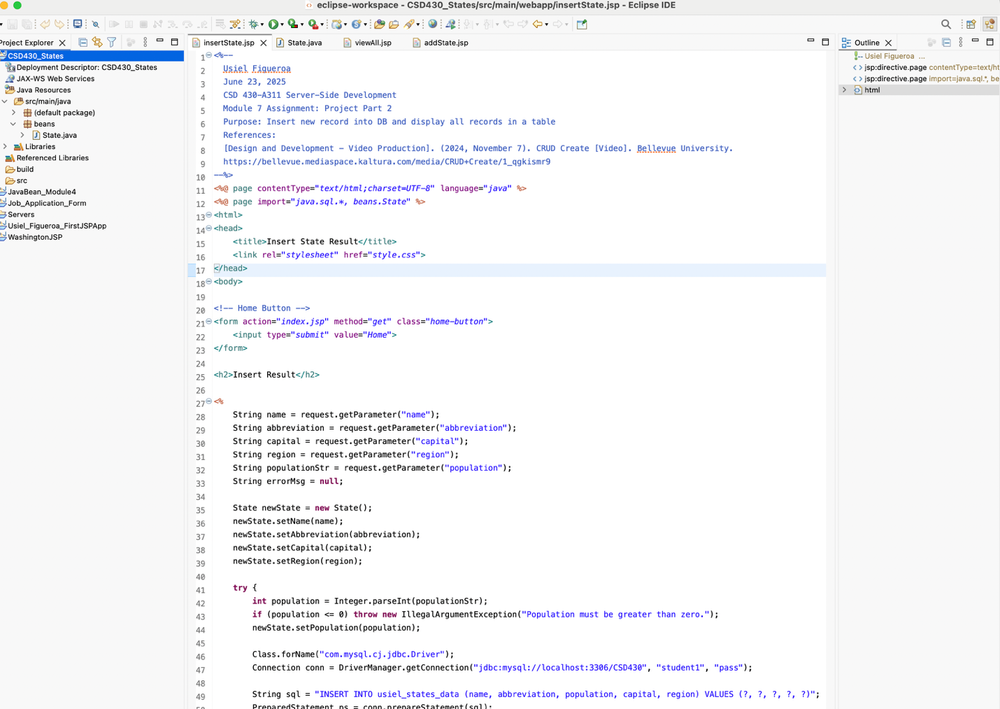 eclipse-workspace - CSD430_States/src/main/webapp/insertState.jsp - Eclipse IDE
Project Explorer
CSD430_States
Deployment Descriptor: CSD430_States
JAX-WS Web Services
Java Resources
src/main/java
(default package)
beans
State.java
Libraries
Referenced Libraries
build
src
JavaBean_Module4
Job_Application_Form
Servers
Usiel_Figueroa_FirstJSPApp
WashingtonJSP
insertState.jsp State.java viewAll.jsp addState.jsp
1 <%--
2 Usiel Figueroa
3 June 23, 2025
4 CSD 430-A311 Server-Side Development
5 Module 7 Assignment: Project Part 2
6 Purpose: Insert new record into DB and display all records in a table
7 References:
8 [Design and Development - Video Production]. (2024, November 7). CRUD Create [Video]. Bellevue University.
9 https://bellevue.mediaspace.kaltura.com/media/CRUD+Create/1_qgkismr9
10 --%>
11 <%@ page contentType="text/html;charset=UTF-8" language="java" %>
12 <%@ page import="java.sql.*, beans.State" %>
13 <html>
14 <head>
15 <title>Insert State Result</title>
16 <link rel="stylesheet" href="style.css">
17 </head>
18 <body>
19
20 <!-- Home Button -->
21 <form action="index.jsp" method="get" class="home-button">
22 <input type="submit" value="Home">
23 </form>
24
25 <h2>Insert Result</h2>
26
27 <%
28 String name = request.getParameter("name");
29 String abbreviation = request.getParameter("abbreviation");
30 String capital = request.getParameter("capital");
31 String region = request.getParameter("region");
32 String populationStr = request.getParameter("population");
33 String errorMsg = null;
34
35 State newState = new State();
36 newState.setName(name);
37 newState.setAbbreviation(abbreviation);
38 newState.setCapital(capital);
39 newState.setRegion(region);
40
41 try {
42 int population = Integer.parseInt(populationStr);
43 if (population <= 0) throw new IllegalArgumentException("Population must be greater than zero.");
44 newState.setPopulation(population);
45
46 Class.forName("com.mysql.cj.jdbc.Driver");
47 Connection conn = DriverManager.getConnection("jdbc:mysql://localhost:3306/CSD430", "student1", "pass");
48
49 String sql = "INSERT INTO usiel_states_data (name, abbreviation, population, capital, region) VALUES (?, ?, ?, ?, ?)";
50 PreparedStatement ps = conn.prepareStatement(sql);
Outline
Usiel Figueroa ...
jsp:directive.page contentType=text/ht
jsp:directive.page import=java.sql.*, be
html